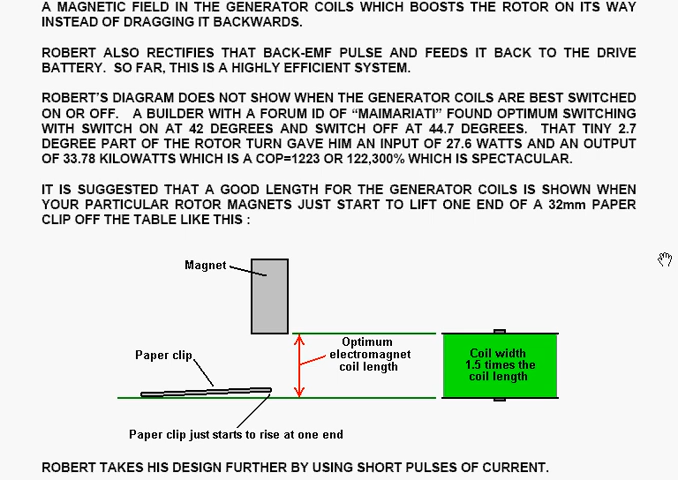 A MAGNETIC FIELD IN THE GENERATOR COILS WHICH BOOSTS THE ROTOR ON ITS WAY
INSTEAD OF DRAGGING IT BACKWARDS.
ROBERT ALSO RECTIFIES THAT BACK-EMF PULSE AND FEEDS IT BACK TO THE DRIVE
BATTERY. SO FAR, THIS IS A HIGHLY EFFICIENT SYSTEM.
ROBERT'S DIAGRAM DOES NOT SHOW WHEN THE GENERATOR COILS ARE BEST SWITCHED
ON OR OFF. A BUILDER WITH A FORUM ID OF "MAIMARIATI" FOUND OPTIMUM SWITCHING
WITH SWITCH ON AT 42 DEGREES AND SWITCH OFF AT 44.7 DEGREES. THAT TINY 2.7
DEGREE PART OF THE ROTOR TURN GAVE HIM AN INPUT OF 27.6 WATTS AND AN OUTPUT
OF 33.78 KILOWATTS WHICH IS A COP=1223 OR 122,300% WHICH IS SPECTACULAR.
IT IS SUGGESTED THAT A GOOD LENGTH FOR THE GENERATOR COILS IS SHOWN WHEN
YOUR PARTICULAR ROTOR MAGNETS JUST START TO LIFT ONE END OF A 32mm PAPER
CLIP OFF THE TABLE LIKE THIS :
Magnet
Optimum
electromagnet
coil length
Coil width
1.5 times the
coil length
Paper clip
Paper clip just starts to rise at one end
ROBERT TAKES HIS DESIGN FURTHER BY USING SHORT PULSES OF CURRENT.